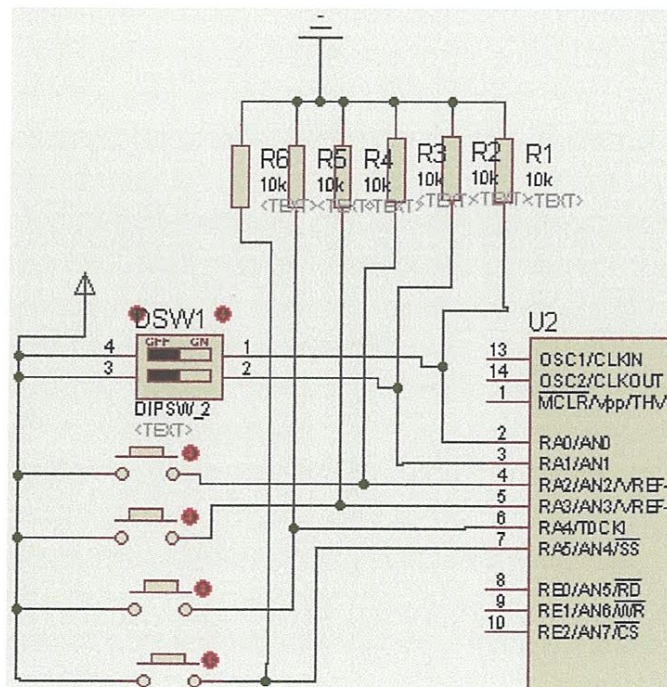 R6 R5 R4 R3 R2 R1
10k 10k 10k 10k 10k 10k
<TEXT> <TEXT> <TEXT> <TEXT> <TEXT> <TEXT>
DSW1
OFF ON
4 1
3 2
DIPSW_2
<TEXT>
U2
13 OSC1/CLKIN
14 OSC2/CLKOUT
1 MCLR/Vpp/THV
2 RA0/AN0
3 RA1/AN1
4 RA2/AN2/VREF-
5 RA3/AN3/VREF-
6 RA4/T0CKI
7 RA5/AN4/SS
8 RE0/AN5/RD
9 RE1/AN6/WR
10 RE2/AN7/CS